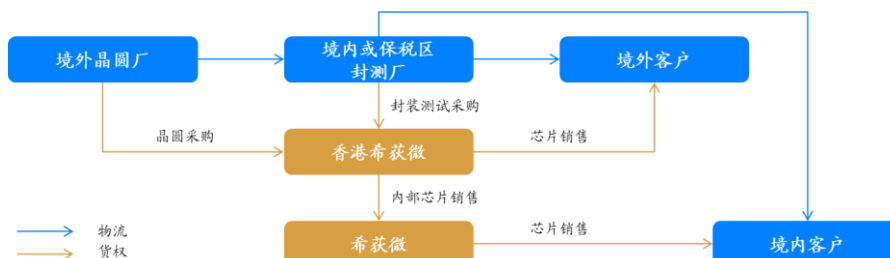 境外晶圆厂
境内或保税区
封测厂
境外客户
封装测试采购
晶圆采购
香港希荻微
芯片销售
内部芯片销售
物流
货权
希荻微
芯片销售
境内客户